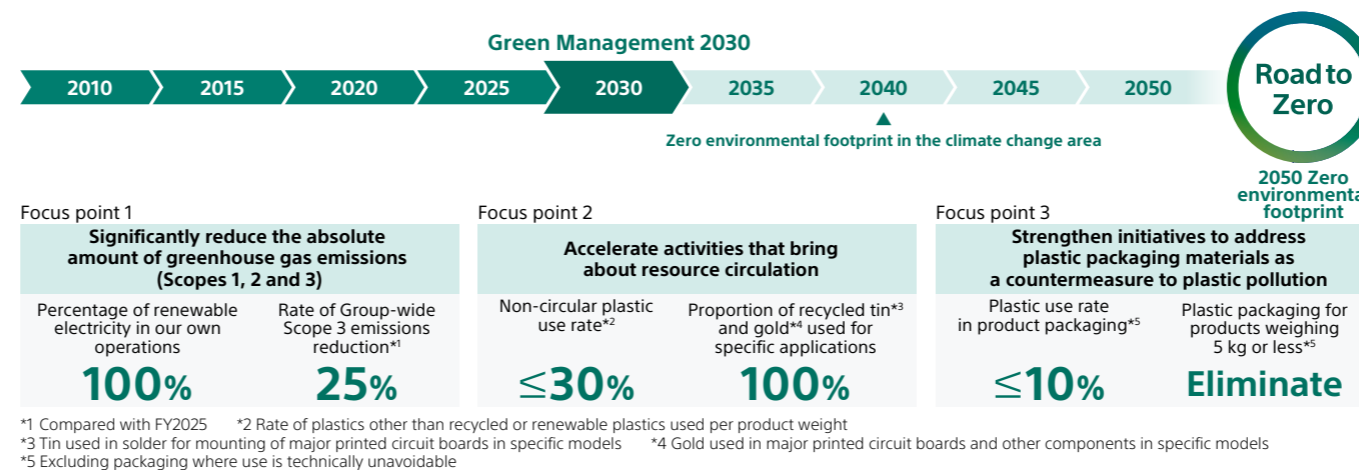 Green Management 2030
2010 2015 2020 2025 2030 2035 2040 2045 2050
Road to
Zero
Zero environmental footprint in the climate change area
2050 Zero
environmenta
footprint
Focus point 1
Significantly reduce the absolute
amount of greenhouse gas emissions
(Scopes 1, 2 and 3)
Percentage of renewable
electricity in our own
operations
100%
Rate of Group-wide
Scope 3 emissions
reduction*1
25%
Focus point 2
Accelerate activities that bring
about resource circulation
Non-circular plastic
use rate*2
≤30%
Proportion of recycled tin*3
and gold*4 used for
specific applications
100%
Focus point 3
Strengthen initiatives to address
plastic packaging materials as
a countermeasure to plastic pollution
Plastic use rate
in product packaging*5
≤10%
Plastic packaging for
products weighing
5 kg or less*5
Eliminate
*1 Compared with FY2025 *2 Rate of plastics other than recycled or renewable plastics used per product weight
*3 Tin used in solder for mounting of major printed circuit boards in specific models *4 Gold used in major printed circuit boards and other components in specific models
*5 Excluding packaging where use is technically unavoidable